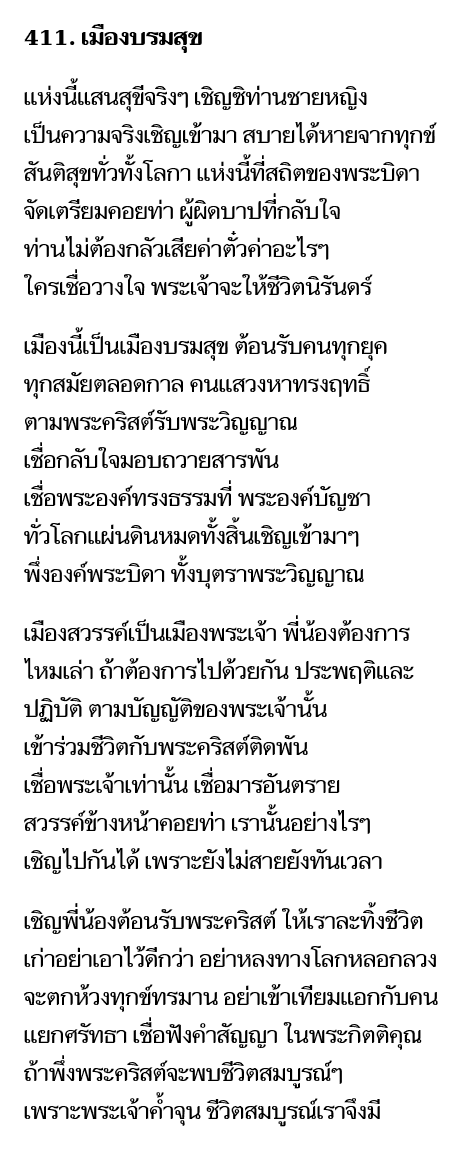 411. เมืองบรมสุข
แห่งนี้แสนสุขีจริงๆ เชิญซิท่านชายหญิง
เป็นความจริงเชิญเข้ามา สบายได้หายจากทุกข์
สันติสุขทั่วทั้งโลกา แห่งนี้ที่สถิตของพระบิดา
จัดเตรียมคอยท่า ผู้ผิดบาปที่กลับใจ
ท่านไม่ต้องกลัวเสียค่าตั๋วค่าอะไรๆ
ใครเชื่อวางใจ พระเจ้าจะให้ชีวิตนิรันดร์
เมืองนี้เป็นเมืองบรมสุข ต้อนรับคนทุกยุค
ทุกสมัยตลอดกาล คนแสวงหาทรงฤทธิ์
ตามพระคริสต์รับพระวิญญาณ
เชื่อกลับใจมอบถวายสารพัน
เชื่อพระองค์ทรงธรรมที่ พระองค์บัญชา
ทั่วโลกแผ่นดินหมดทั้งสิ้นเชิญเข้ามาๆ
พึ่งองค์พระบิดา ทั้งบุตราพระวิญญาณ
เมืองสวรรค์เป็นเมืองพระเจ้า พี่น้องต้องการ
ไหมเล่า ถ้าต้องการไปด้วยกัน ประพฤติและ
ปฏิบัติ ตามบัญญัติของพระเจ้านั้น
เข้าร่วมชีวิตกับพระคริสต์ติดพัน
เชื่อพระเจ้าเท่านั้น เชื่อมารอันตราย
สวรรค์ข้างหน้าคอยท่า เรานั้นอย่างไรๆ
เชิญไปกันได้ เพราะยังไม่สายยังทันเวลา
เชิญพี่น้องต้อนรับพระคริสต์ ให้เราละทิ้งชีวิต
เก่าอย่าเอาไว้ดีกว่า อย่าหลงทางโลกหลอกลวง
จะตกห้วงทุกข์ทรมาน อย่าเข้าเทียมแอกกับคน
แยกศรัทธา เชื่อฟังคำสัญญา ในพระกิตติคุณ
ถ้าพึ่งพระคริสต์จะพบชีวิตสมบูรณ์ๆ
เพราะพระเจ้าค้ำจุน ชีวิตสมบูรณ์เราจึงมี